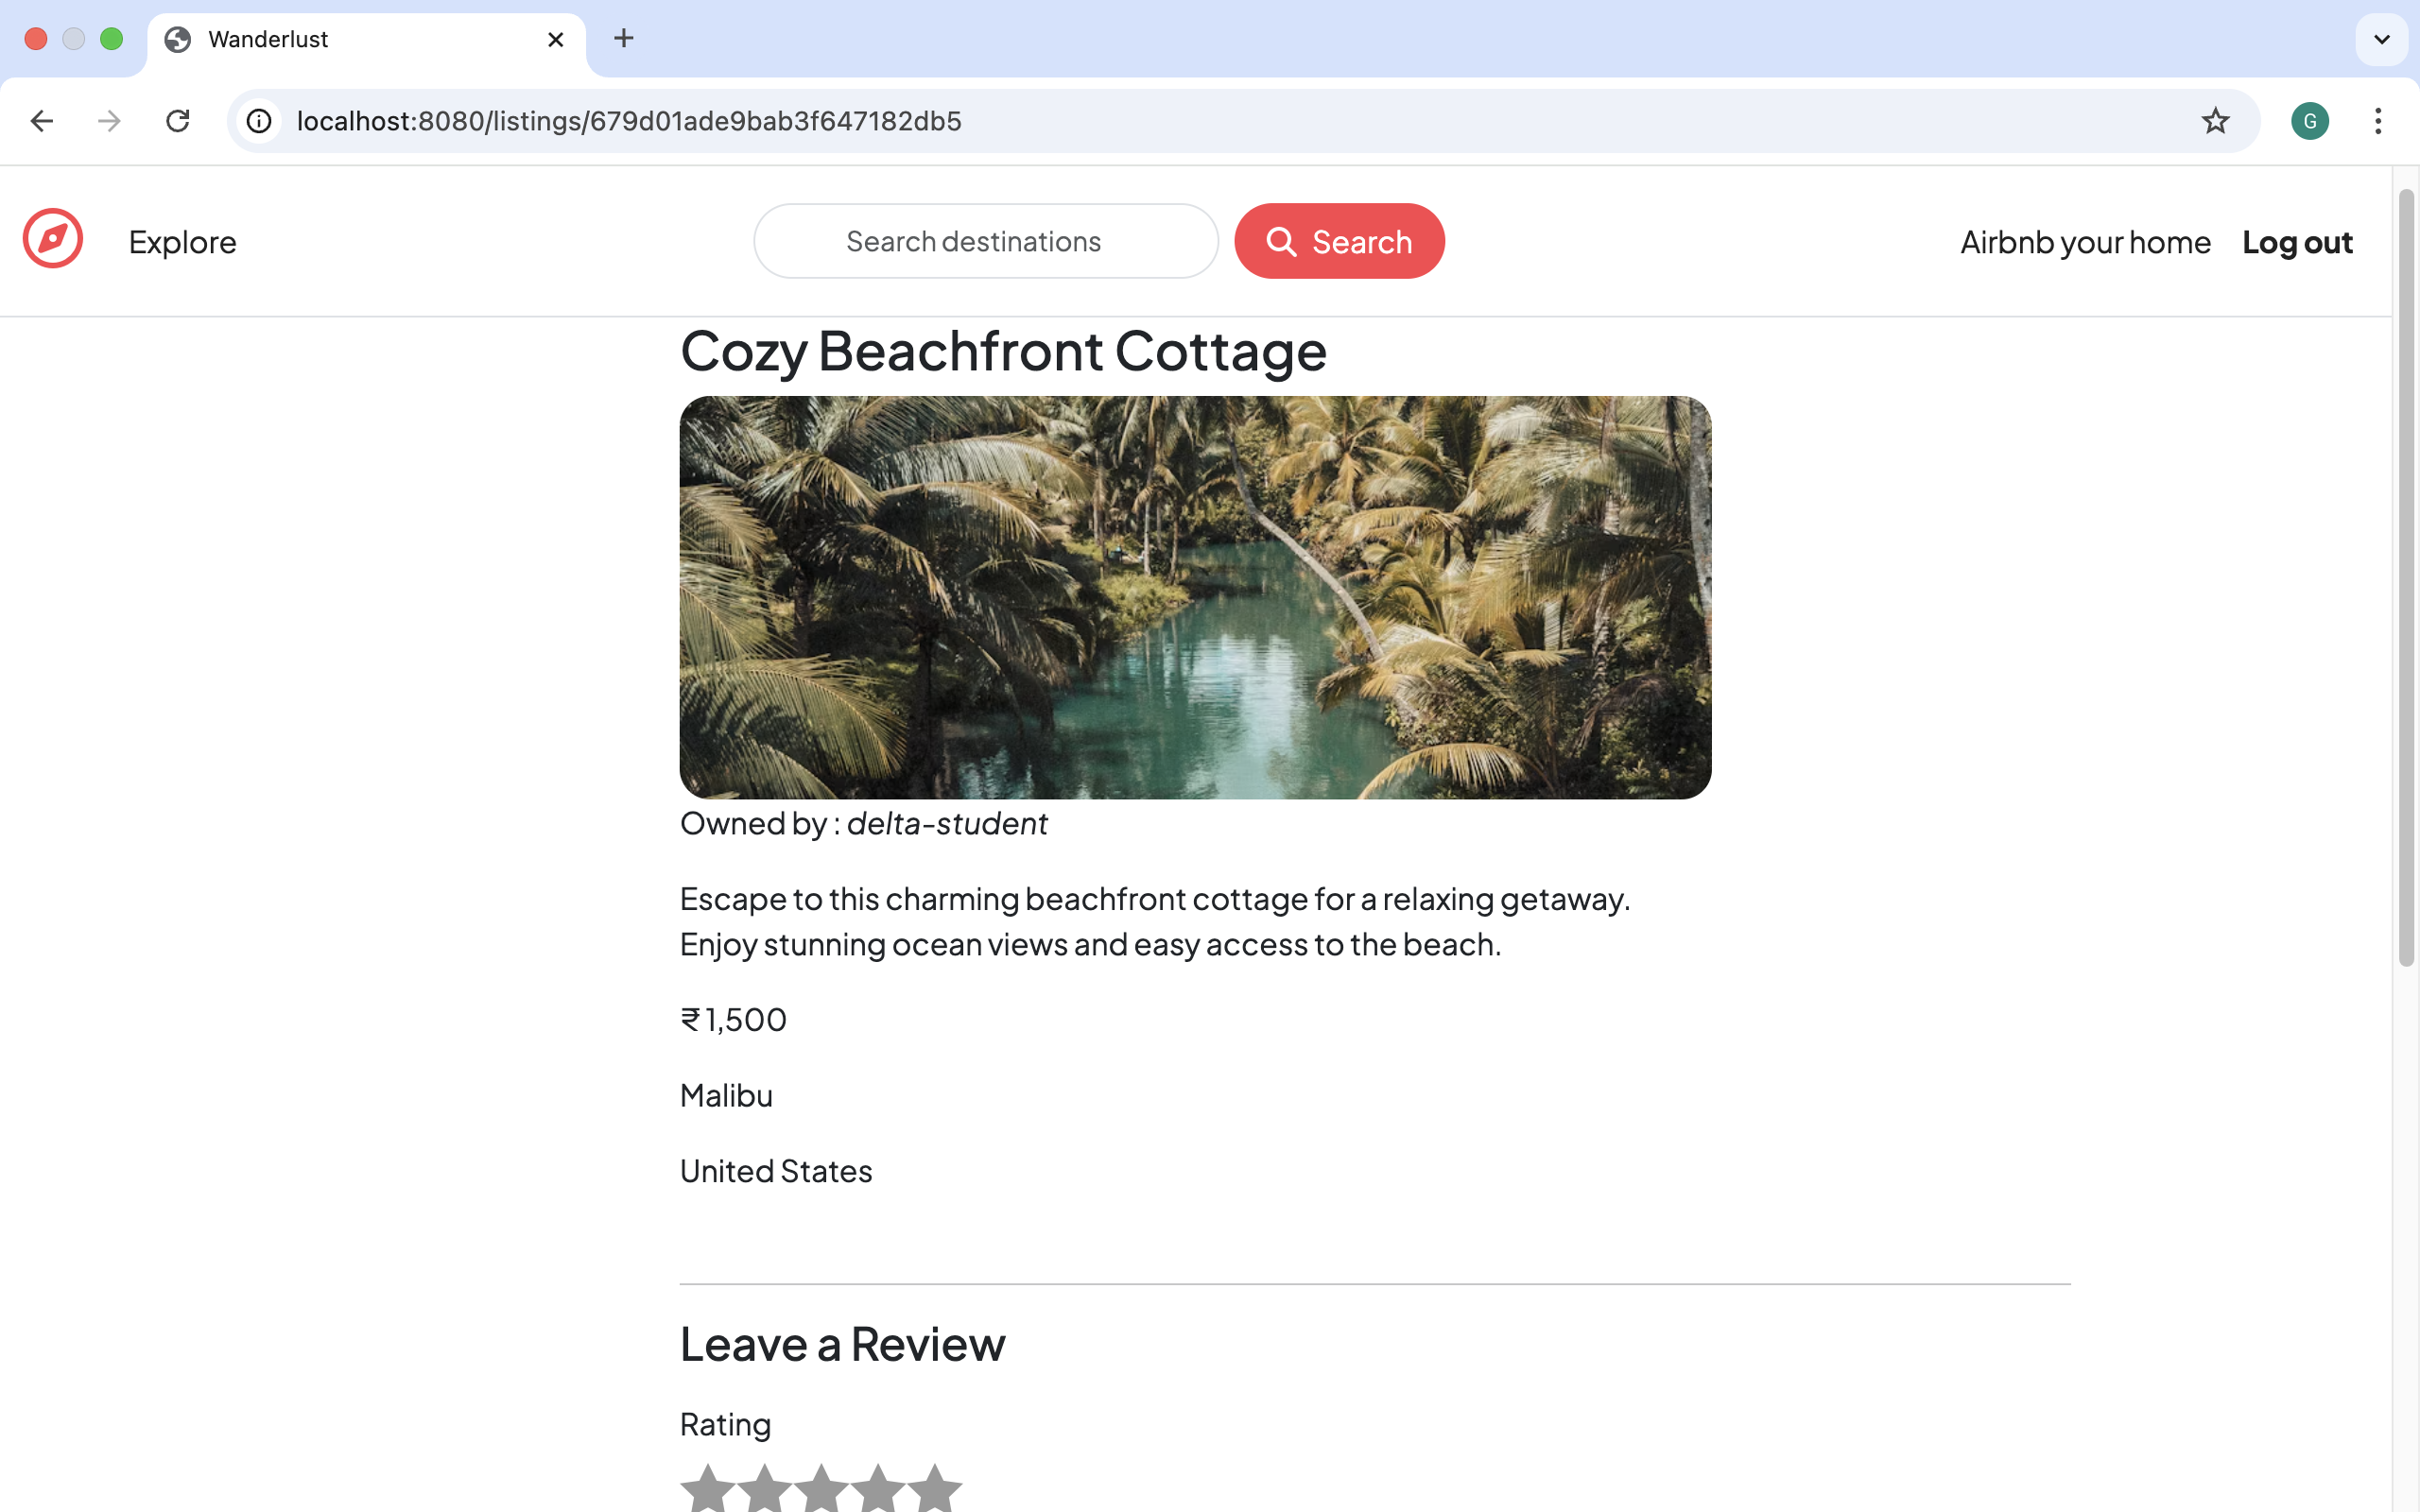 Wanderlust
localhost:8080/listings/679d01ade9bab3f647182db5
G
Explore
Search destinations
Search
Airbnb your home
Log out
Cozy Beachfront Cottage
Owned by : delta-student
Escape to this charming beachfront cottage for a relaxing getaway.
Enjoy stunning ocean views and easy access to the beach.
₹ 1,500
Malibu
United States
Leave a Review
Rating